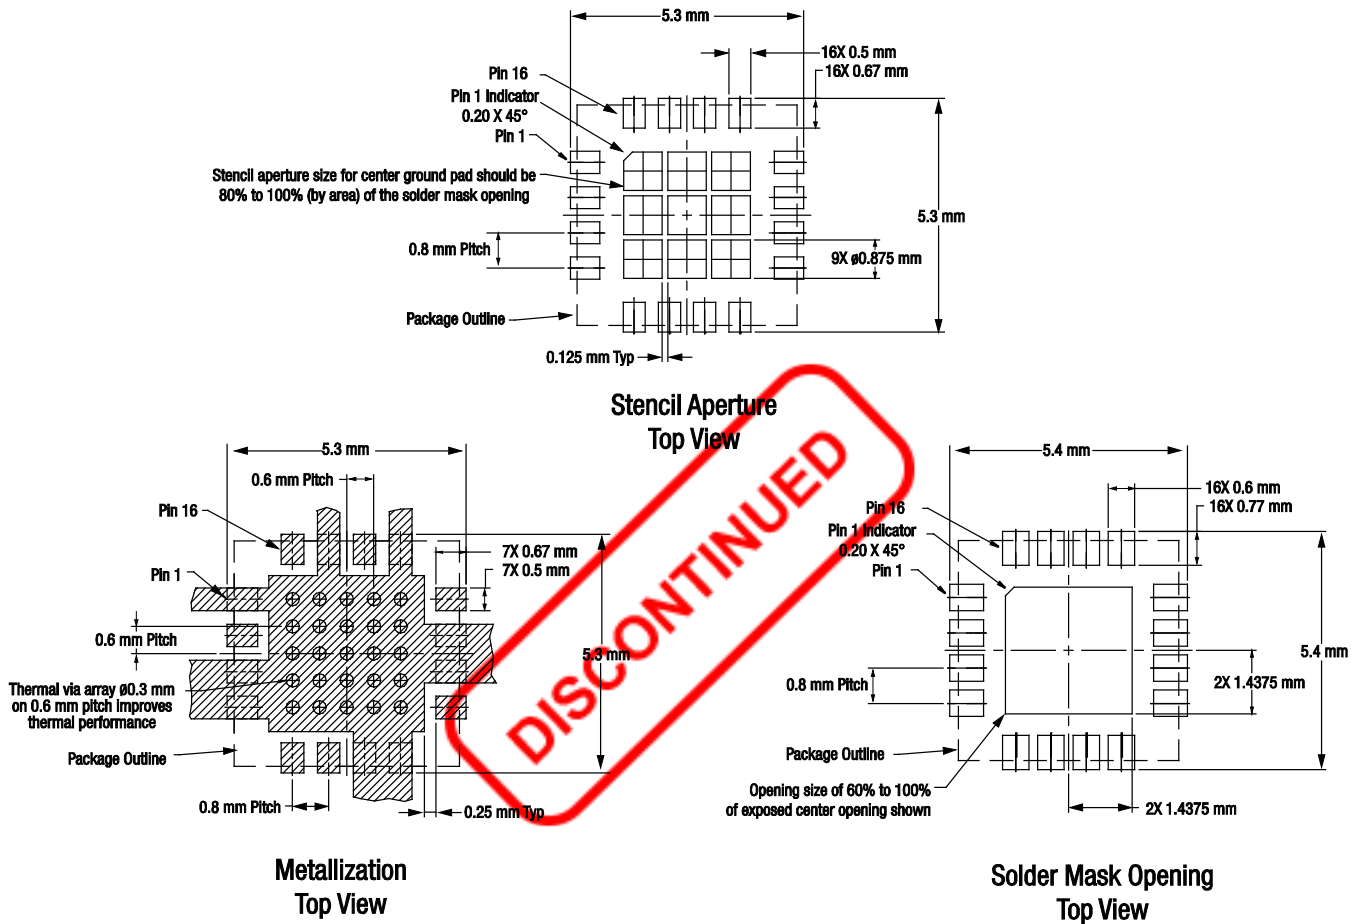 5.3 mm
16X 0.5 mm
16X 0.67 mm
Pin 16
Pin 1 Indicator
0.20 X 45°
Pin 1
Stencil aperture size for center ground pad should be
80% to 100% (by area) of the solder mask opening
5.3 mm
0.8 mm Pitch
9X ø0.875 mm
Package Outline
0.125 mm Typ
Stencil Aperture
Top View
DISCONTINUED
5.3 mm
0.6 mm Pitch
Pin 16
7X 0.67 mm
7X 0.5 mm
Pin 1
0.6 mm Pitch
5.3 mm
Thermal via array ø0.3 mm
on 0.6 mm pitch improves
thermal performance
Package Outline
0.8 mm Pitch
0.25 mm Typ
Metallization
Top View
5.4 mm
16X 0.6 mm
16X 0.77 mm
Pin 16
Pin 1 Indicator
0.20 X 45°
Pin 1
5.4 mm
0.8 mm Pitch
2X 1.4375 mm
Package Outline
Opening size of 60% to 100%
of exposed center opening shown
2X 1.4375 mm
Solder Mask Opening
Top View